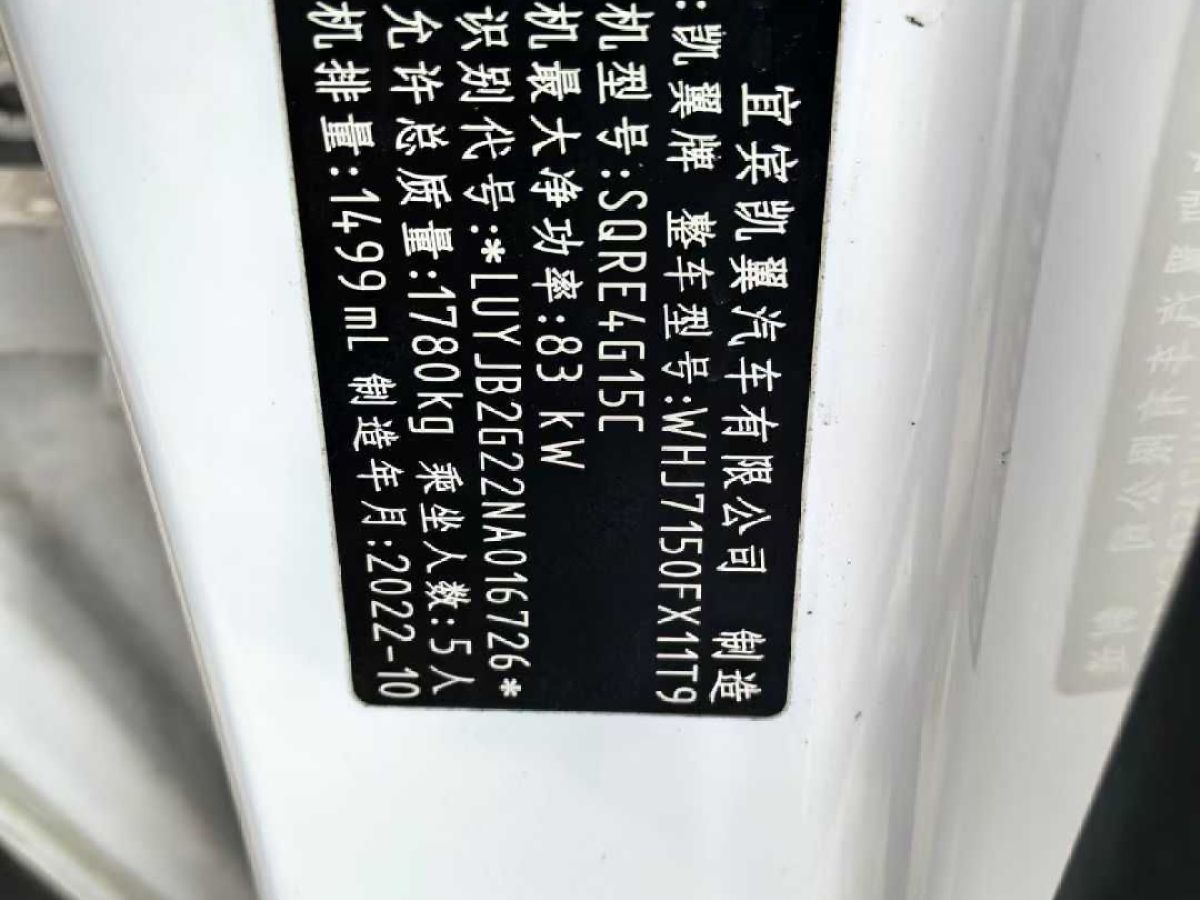 宜宾凯翼汽车有限公司 制造
:凯翼牌 整车型号:WHJ7150FX11T9
机型号:SQRE4G15C
机最大净功率:83 kW
识别代号:*LUYJB2G22NA016726*
允许总质量:1780kg 乘坐人数:5人
机排量:1499ml 制造年月:2022-10